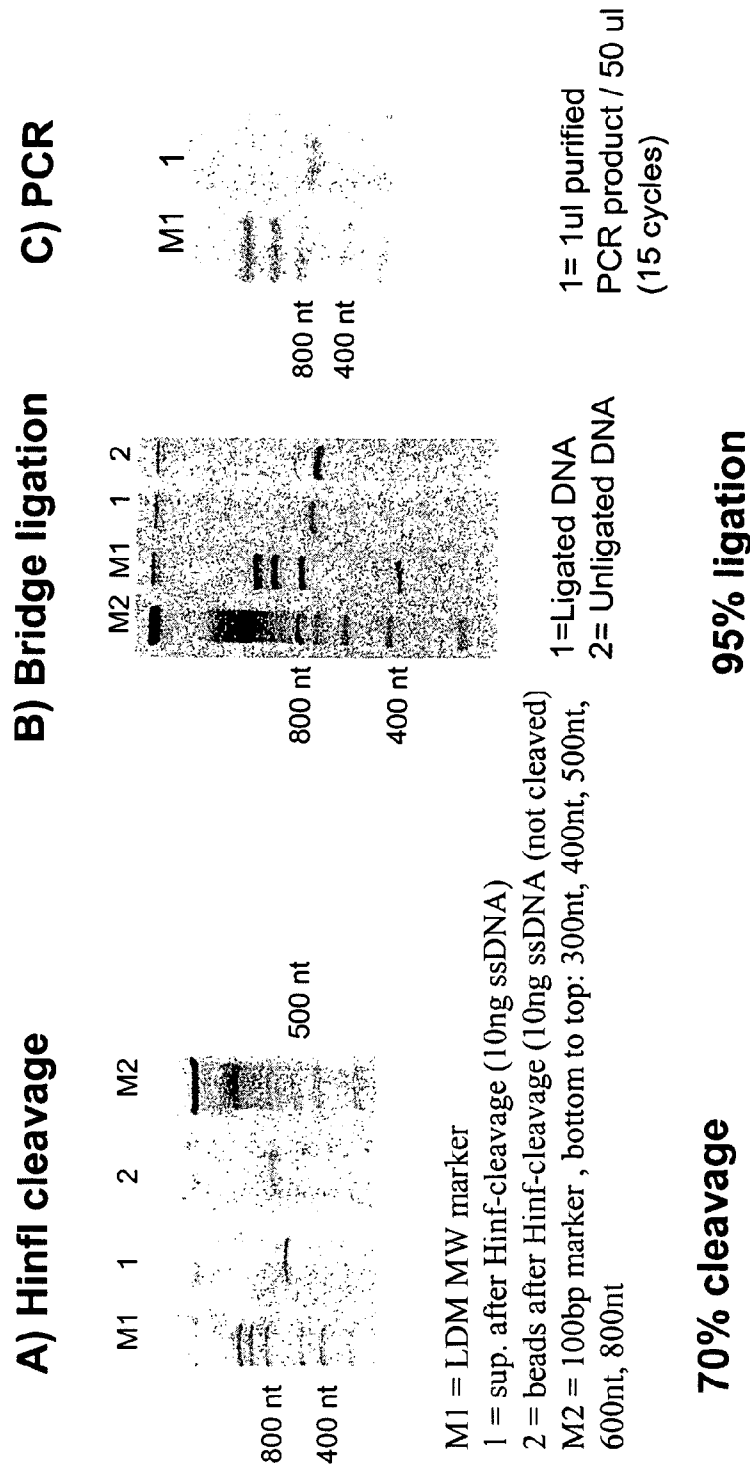 A) HinfI cleavage
M1 1 2 M2
800 nt
400 nt
500 nt
M1 = LDM MW marker
1 = sup. after Hinf-cleavage (10ng ssDNA)
2 = beads after Hinf-cleavage (10ng ssDNA (not cleaved)
M2 = 100bp marker , bottom to top: 300nt, 400nt, 500nt,
600nt, 800nt
70% cleavage
B) Bridge ligation
M2 M1 1 2
800 nt
400 nt
1=Ligated DNA
2= Unligated DNA
95% ligation
C) PCR
M1 1
800 nt
400 nt
1= 1ul purified
PCR product / 50 ul
(15 cycles)